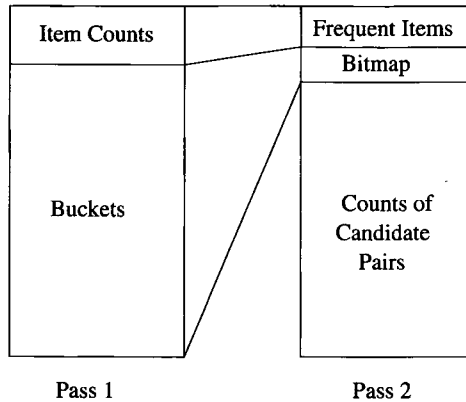 Item Counts
Buckets
Pass 1
Frequent Items
Bitmap
Counts of
Candidate
Pairs
Pass 2